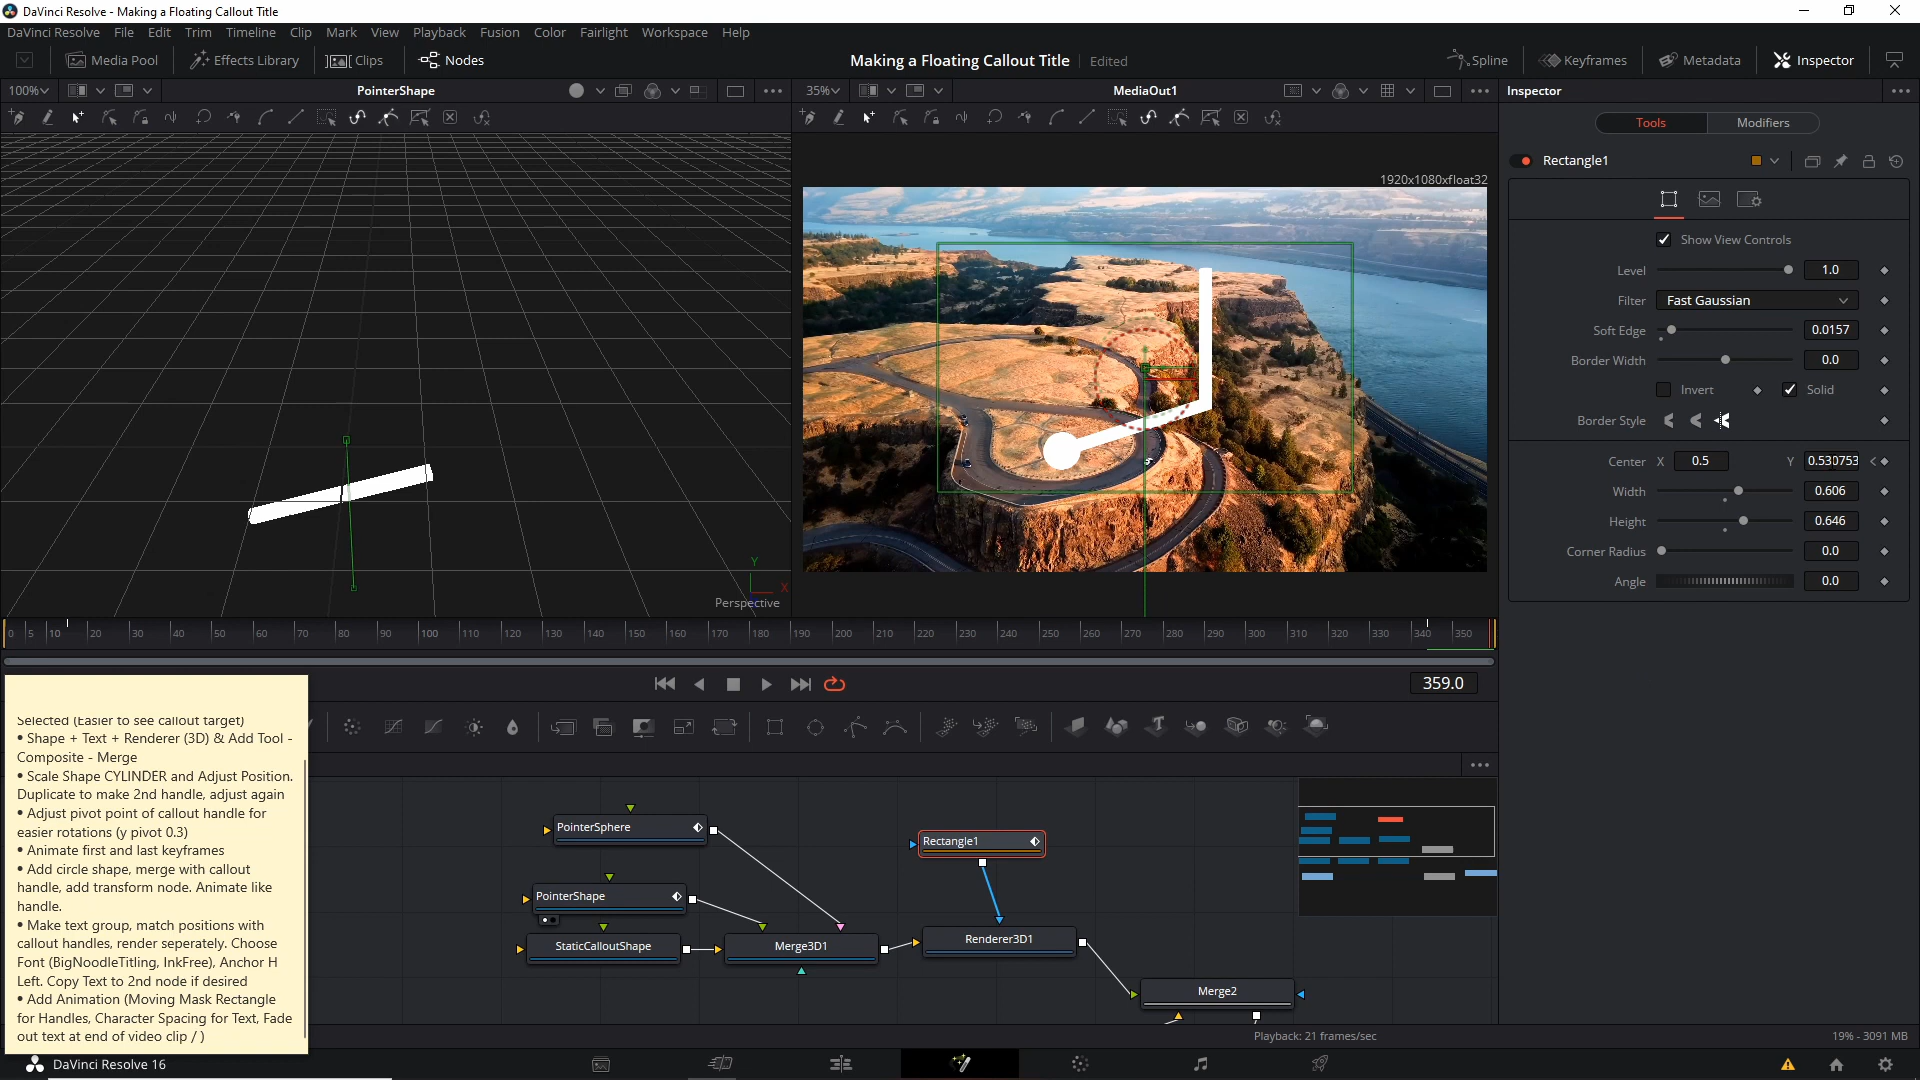 DaVinci Resolve - Making a Floating Callout Title
DaVinci Resolve File Edit Trim Timeline Clip Mark View Playback Fusion Color Fairlight Workspace Help
Media Pool Effects Library Clips Nodes Making a Floating Callout Title Edited Spline Keyframes Metadata Inspector
100% PointerShape 35% MediaOut1 Inspector
Tools Modifiers
Rectangle1
1920x1080xfloat32
Show View Controls
Level 1.0
Filter Fast Gaussian
Soft Edge 0.0157
Border Width 0.0
Invert Solid
Border Style
Center X 0.5 Y 0.530753
Width 0.606
Height 0.646
Corner Radius 0.0
Angle 0.0
Y
X
Perspective
0 5 10 20 30 40 50 60 70 80 90 100 110 120 130 140 150 160 170 180 190 200 210 220 230 240 250 260 270 280 290 300 310 320 330 340 350
359.0
Selected (Easier to see callout target)
• Shape + Text + Renderer (3D) & Add Tool -
Composite - Merge
• Scale Shape CYLINDER and Adjust Position.
Duplicate to make 2nd handle, adjust again
• Adjust pivot point of callout handle for
easier rotations (y pivot 0.3)
• Animate first and last keyframes
• Add circle shape, merge with callout
handle, add transform node. Animate like
handle.
• Make text group, match positions with
callout handles, render seperately. Choose
Font (BigNoodleTitling, InkFree), Anchor H
Left. Copy Text to 2nd node if desired
• Add Animation (Moving Mask Rectangle
for Handles, Character Spacing for Text, Fade
out text at end of video clip / )
PointerSphere
Rectangle1
PointerShape
StaticCalloutShape
Merge3D1
Renderer3D1
Merge2
Playback: 21 frames/sec 19% - 3091 MB
DaVinci Resolve 16